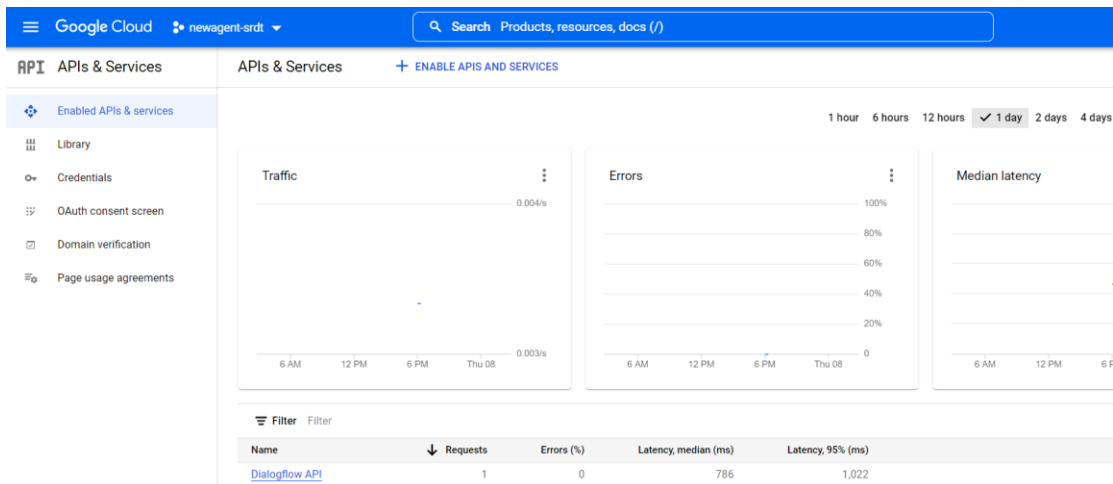 Google Cloud newagent-srdt Search Products, resources, docs (/)
API APIs & Services
APIs & Services + ENABLE APIS AND SERVICES
Enabled APIs & services
Library
Credentials
OAuth consent screen
Domain verification
Page usage agreements
1 hour 6 hours 12 hours 1 day 2 days 4 days
Traffic
0.004/s
0.003/s
6 AM 12 PM 6 PM Thu 08
Errors
100%
80%
60%
40%
20%
0
6 AM 12 PM 6 PM Thu 08
Median latency
6 AM 12 PM 6
Filter Filter
Name Requests Errors (%) Latency, median (ms) Latency, 95% (ms)
Dialogflow API 1 0 786 1,022